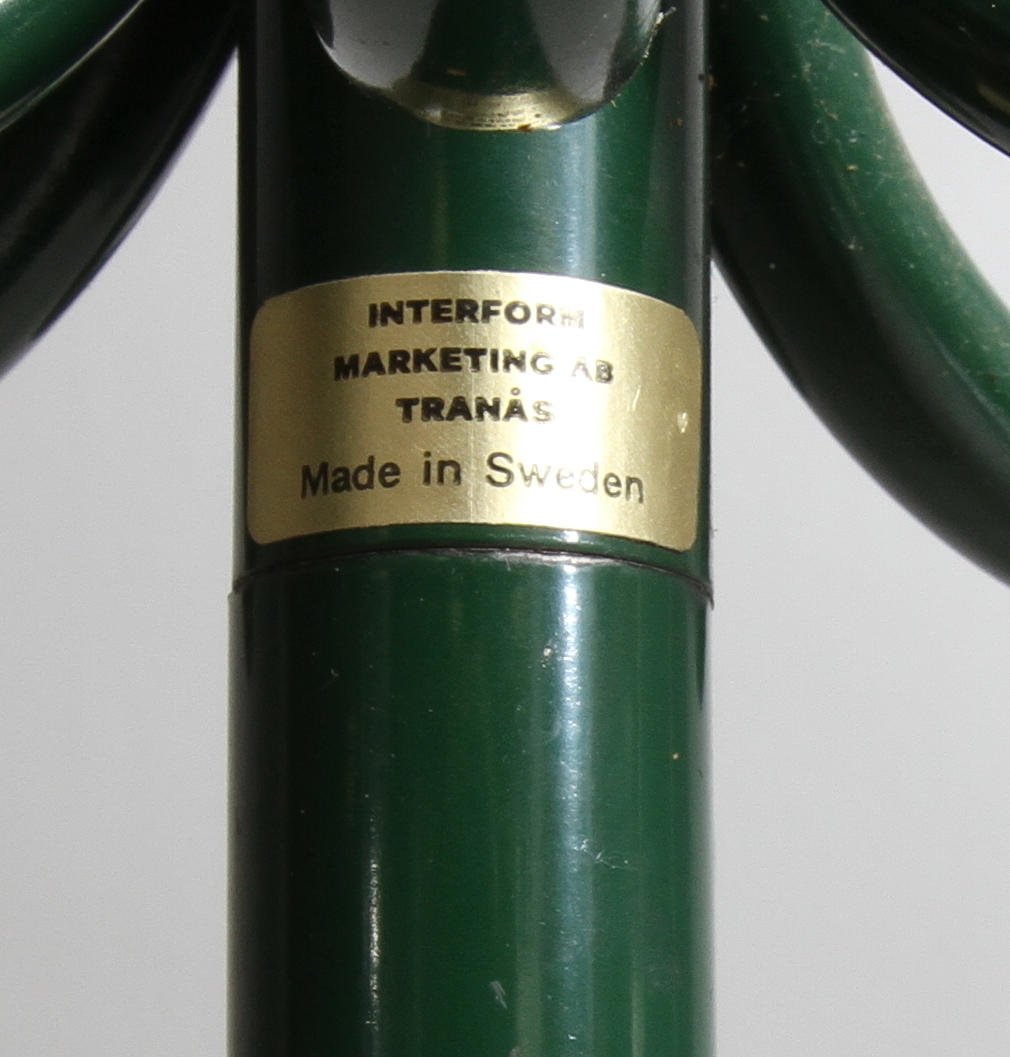 INTERFORM
MARKETING AB
TRANÅS
Made in Sweden